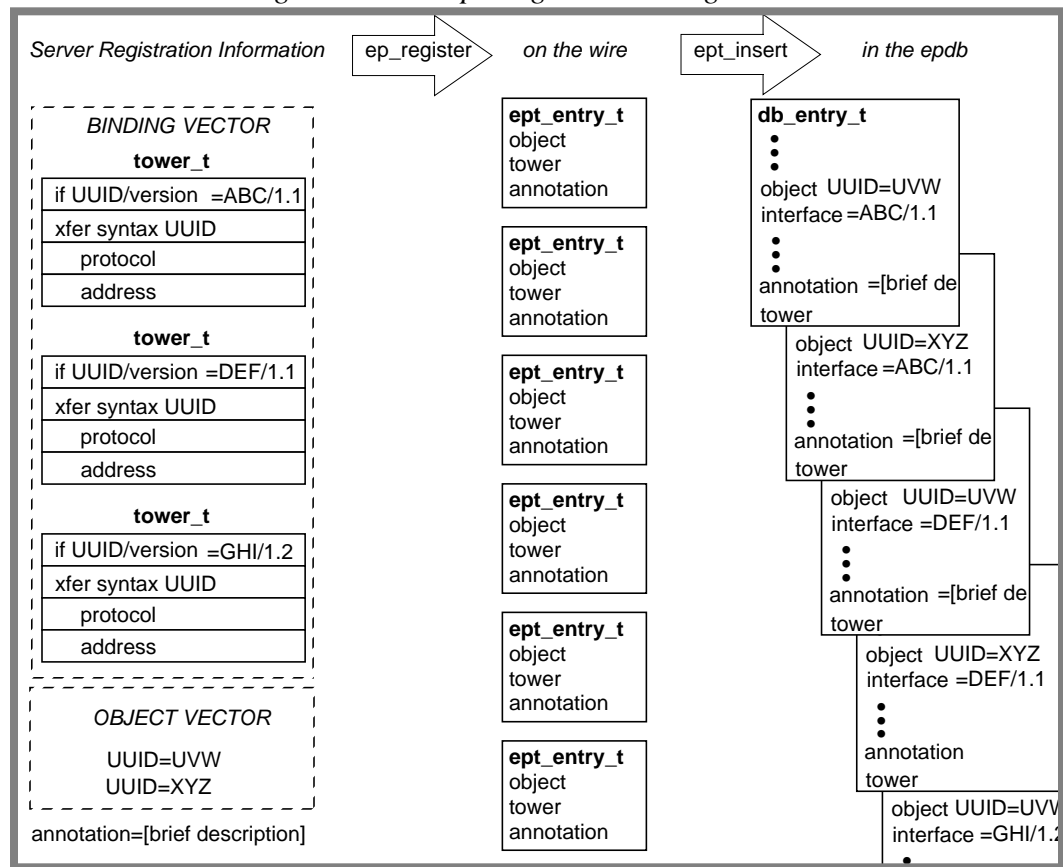 Server Registration Information
ep_register
on the wire
ept_insert
in the epdb
BINDING VECTOR
tower_t
if UUID/version =ABC/1.1
xfer syntax UUID
protocol
address
tower_t
if UUID/version =DEF/1.1
xfer syntax UUID
protocol
address
tower_t
if UUID/version =GHI/1.2
xfer syntax UUID
protocol
address
OBJECT VECTOR
UUID=UVW
UUID=XYZ
annotation=[brief description]
ept_entry_t
object
tower
annotation
ept_entry_t
object
tower
annotation
ept_entry_t
object
tower
annotation
ept_entry_t
object
tower
annotation
ept_entry_t
object
tower
annotation
ept_entry_t
object
tower
annotation
db_entry_t
object UUID=UVW
interface =ABC/1.1
annotation =[brief de
tower
object UUID=XYZ
interface =ABC/1.1
annotation =[brief de
tower
object UUID=UVW
interface =DEF/1.1
annotation =[brief de
tower
object UUID=XYZ
interface =DEF/1.1
annotation
tower
object UUID=UVW
interface =GHI/1.2